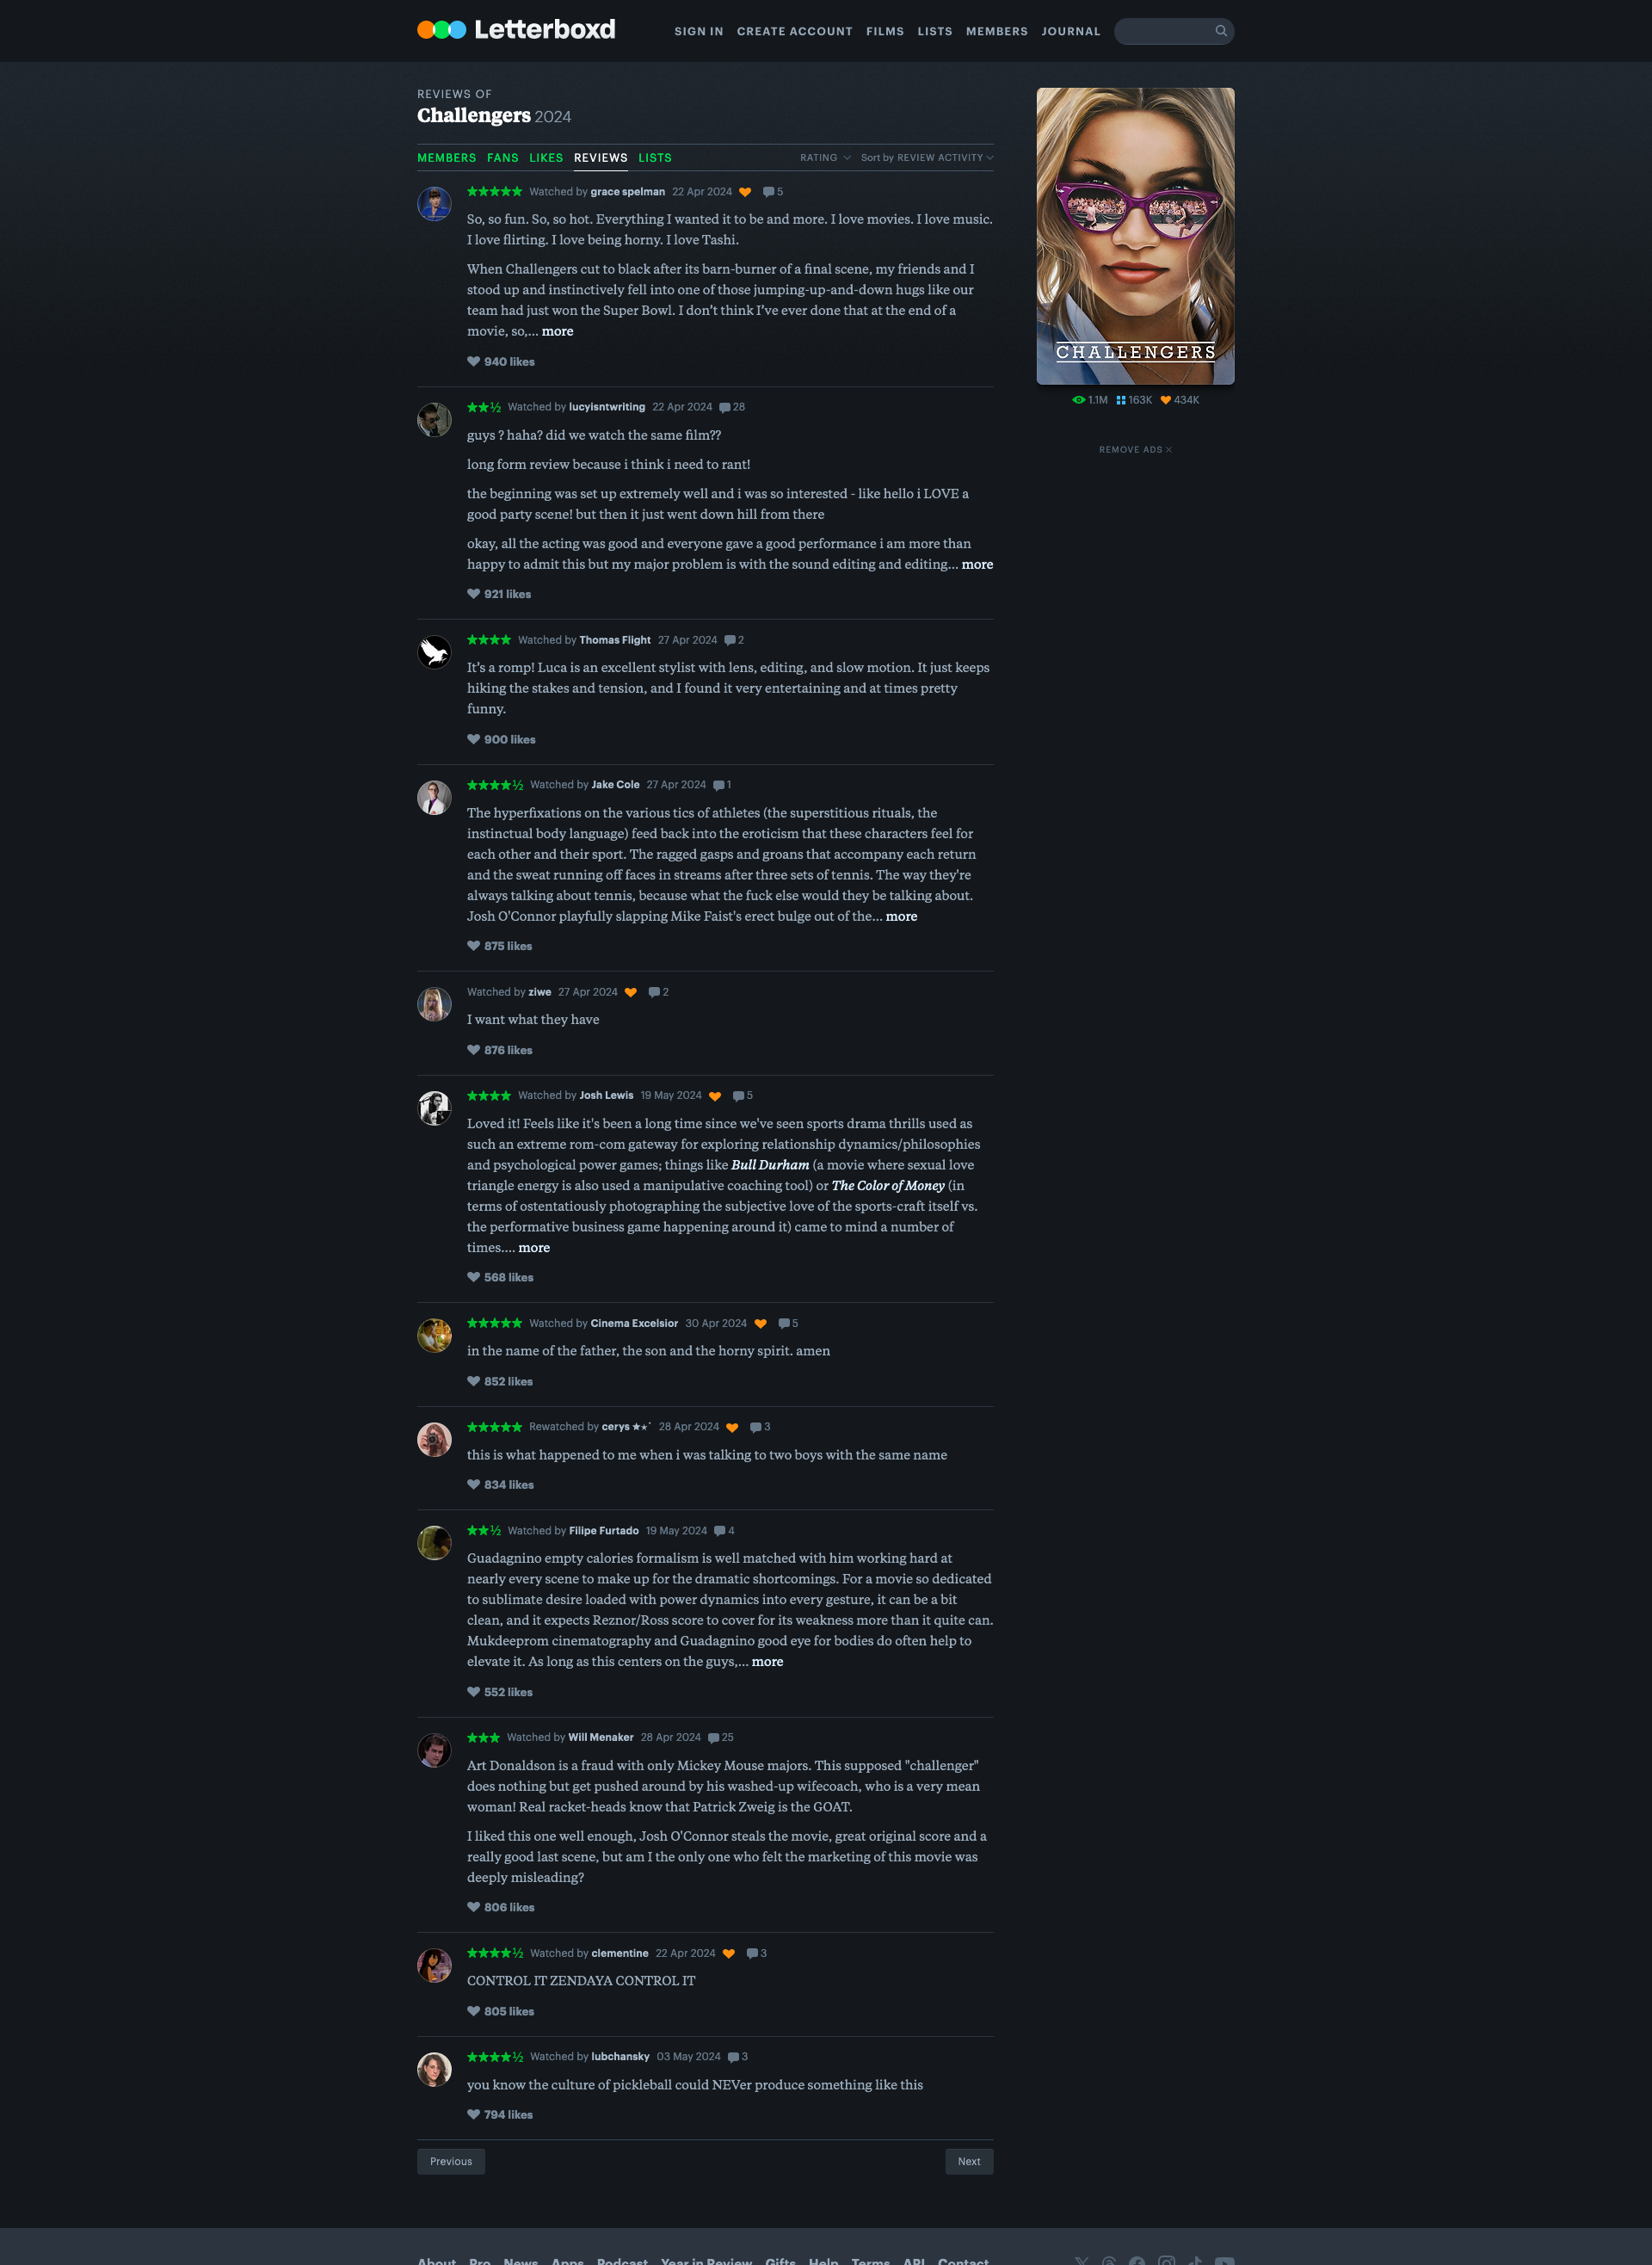 Letterboxd
SIGN IN CREATE ACCOUNT FILMS LISTS MEMBERS JOURNAL
REVIEWS OF
Challengers 2024
MEMBERS FANS LIKES REVIEWS LISTS
RATING Sort by REVIEW ACTIVITY
★★★★★ Watched by grace spelman 22 Apr 2024 5
So, so fun. So, so hot. Everything I wanted it to be and more. I love movies. I love music.
I love flirting. I love being horny. I love Tashi.
When Challengers cut to black after its barn-burner of a final scene, my friends and I
stood up and instinctively fell into one of those jumping-up-and-down hugs like our
team had just won the Super Bowl. I don’t think I’ve ever done that at the end of a
movie, so,... more
940 likes
★★½ Watched by lucyisntwriting 22 Apr 2024 28
guys ? haha? did we watch the same film??
long form review because i think i need to rant!
the beginning was set up extremely well and i was so interested - like hello i LOVE a
good party scene! but then it just went down hill from there
okay, all the acting was good and everyone gave a good performance i am more than
happy to admit this but my major problem is with the sound editing and editing... more
921 likes
★★★★ Watched by Thomas Flight 27 Apr 2024 2
It’s a romp! Luca is an excellent stylist with lens, editing, and slow motion. It just keeps
hiking the stakes and tension, and I found it very entertaining and at times pretty
funny.
900 likes
★★★★½ Watched by Jake Cole 27 Apr 2024 1
The hyperfixations on the various tics of athletes (the superstitious rituals, the
instinctual body language) feed back into the eroticism that these characters feel for
each other and their sport. The ragged gasps and groans that accompany each return
and the sweat running off faces in streams after three sets of tennis. The way they're
always talking about tennis, because what the fuck else would they be talking about.
Josh O'Connor playfully slapping Mike Faist's erect bulge out of the... more
875 likes
Watched by ziwe 27 Apr 2024 2
I want what they have
876 likes
★★★★ Watched by Josh Lewis 19 May 2024 5
Loved it! Feels like it's been a long time since we've seen sports drama thrills used as
such an extreme rom-com gateway for exploring relationship dynamics/philosophies
and psychological power games; things like Bull Durham (a movie where sexual love
triangle energy is also used a manipulative coaching tool) or The Color of Money (in
terms of ostentatiously photographing the subjective love of the sports-craft itself vs.
the performative business game happening around it) came to mind a number of
times.... more
568 likes
★★★★★ Watched by Cinema Excelsior 30 Apr 2024 5
in the name of the father, the son and the horny spirit. amen
852 likes
★★★★★ Rewatched by cerys ★⋆˙ 28 Apr 2024 3
this is what happened to me when i was talking to two boys with the same name
834 likes
★★½ Watched by Filipe Furtado 19 May 2024 4
Guadagnino empty calories formalism is well matched with him working hard at
nearly every scene to make up for the dramatic shortcomings. For a movie so dedicated
to sublimate desire loaded with power dynamics into every gesture, it can be a bit
clean, and it expects Reznor/Ross score to cover for its weakness more than it quite can.
Mukdeeprom cinematography and Guadagnino good eye for bodies do often help to
elevate it. As long as this centers on the guys,... more
552 likes
★★★ Watched by Will Menaker 28 Apr 2024 25
Art Donaldson is a fraud with only Mickey Mouse majors. This supposed "challenger"
does nothing but get pushed around by his washed-up wifecoach, who is a very mean
woman! Real racket-heads know that Patrick Zweig is the GOAT.
I liked this one well enough, Josh O'Connor steals the movie, great original score and a
really good last scene, but am I the only one who felt the marketing of this movie was
deeply misleading?
806 likes
★★★★½ Watched by clementine 22 Apr 2024 3
CONTROL IT ZENDAYA CONTROL IT
805 likes
★★★★½ Watched by lubchansky 03 May 2024 3
you know the culture of pickleball could NEVer produce something like this
794 likes
Previous Next
CHALLENGERS
1.1M 163K 434K
REMOVE ADS
About Pro News Apps Podcast Year in Review Gifts Help Terms API Contact